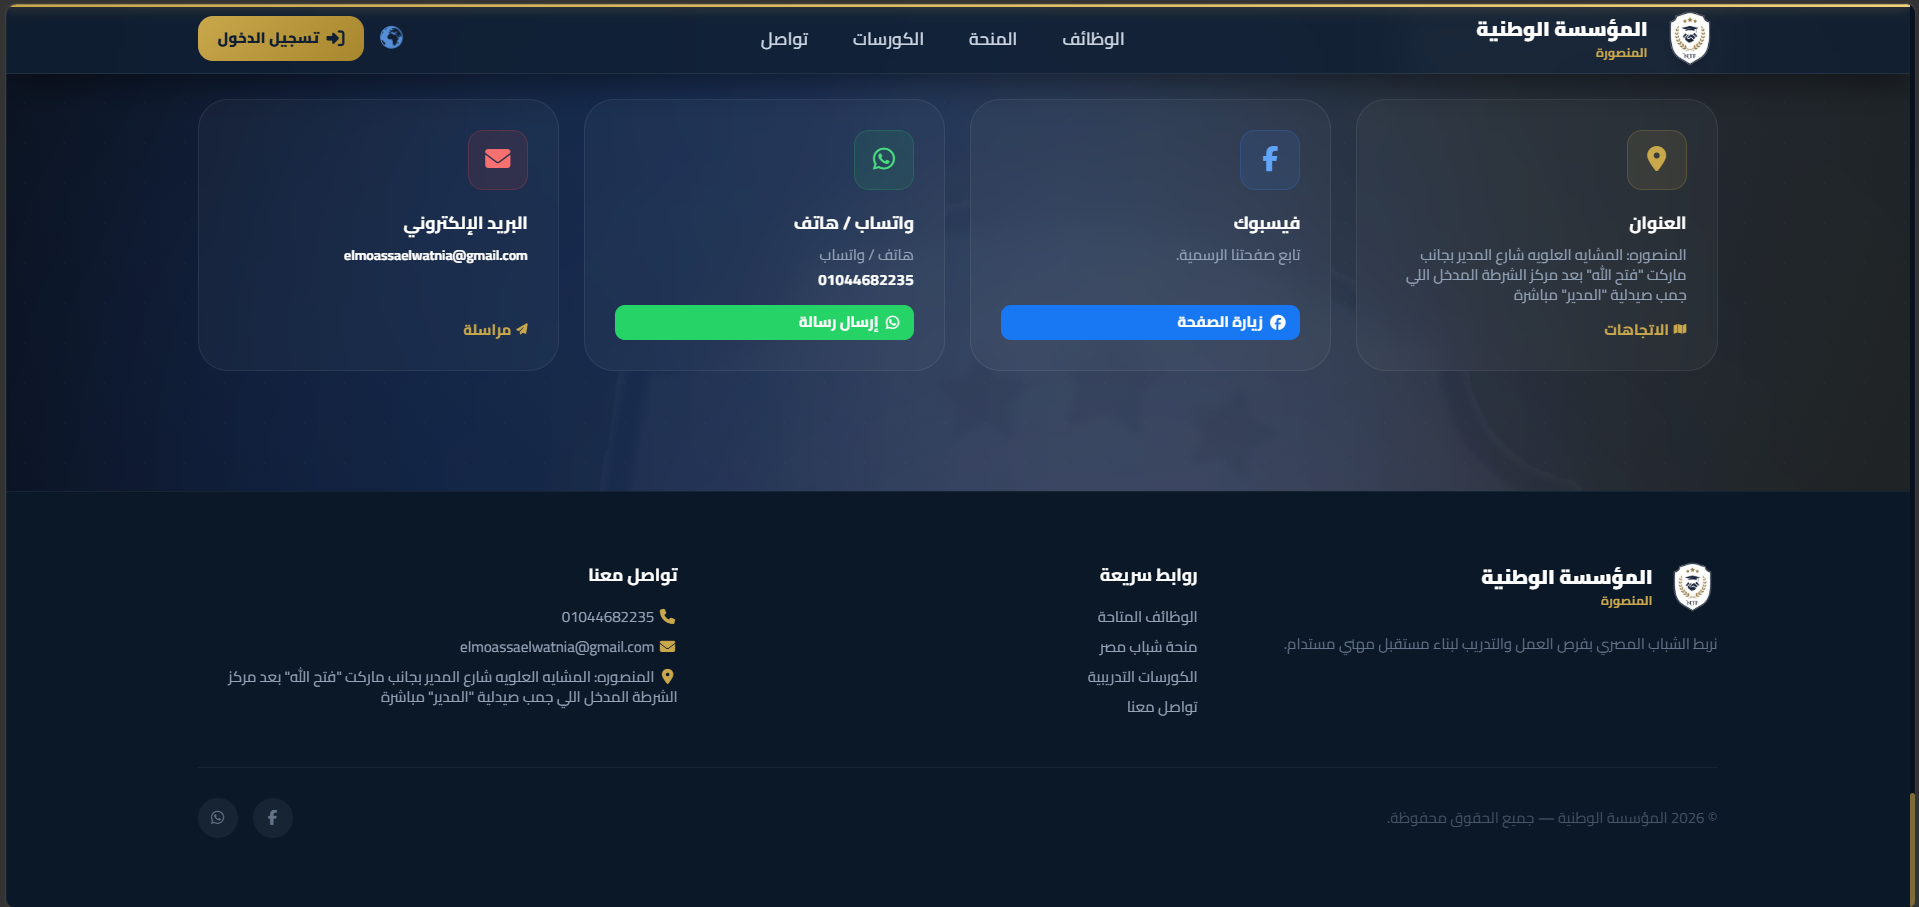 المؤسسة الوطنية
المنصورة
الوظائف
المنحة
الكورسات
تواصل
تسجيل الدخول
العنوان
المنصوره: المشايه العلويه شارع المدير بجانب
ماركت "فتح الله" بعد مركز الشرطة المدخل اللي
جمب صيدلية "المدير" مباشرة
الاتجاهات
فيسبوك
تابع صفحتنا الرسمية.
زيارة الصفحة
واتساب / هاتف
هاتف / واتساب
01044682235
إرسال رسالة
البريد الإلكتروني
elmoassaelwatnia@gmail.com
مراسلة
المؤسسة الوطنية
المنصورة
نربط الشباب المصري بفرص العمل والتدريب لبناء مستقبل مهني مستدام.
روابط سريعة
الوظائف المتاحة
منحة شباب مصر
الكورسات التدريبية
تواصل معنا
تواصل معنا
01044682235
elmoassaelwatnia@gmail.com
المنصوره: المشايه العلويه شارع المدير بجانب ماركت "فتح الله" بعد مركز
الشرطة المدخل اللي جمب صيدلية "المدير" مباشرة
© 2026 المؤسسة الوطنية — جميع الحقوق محفوظة.